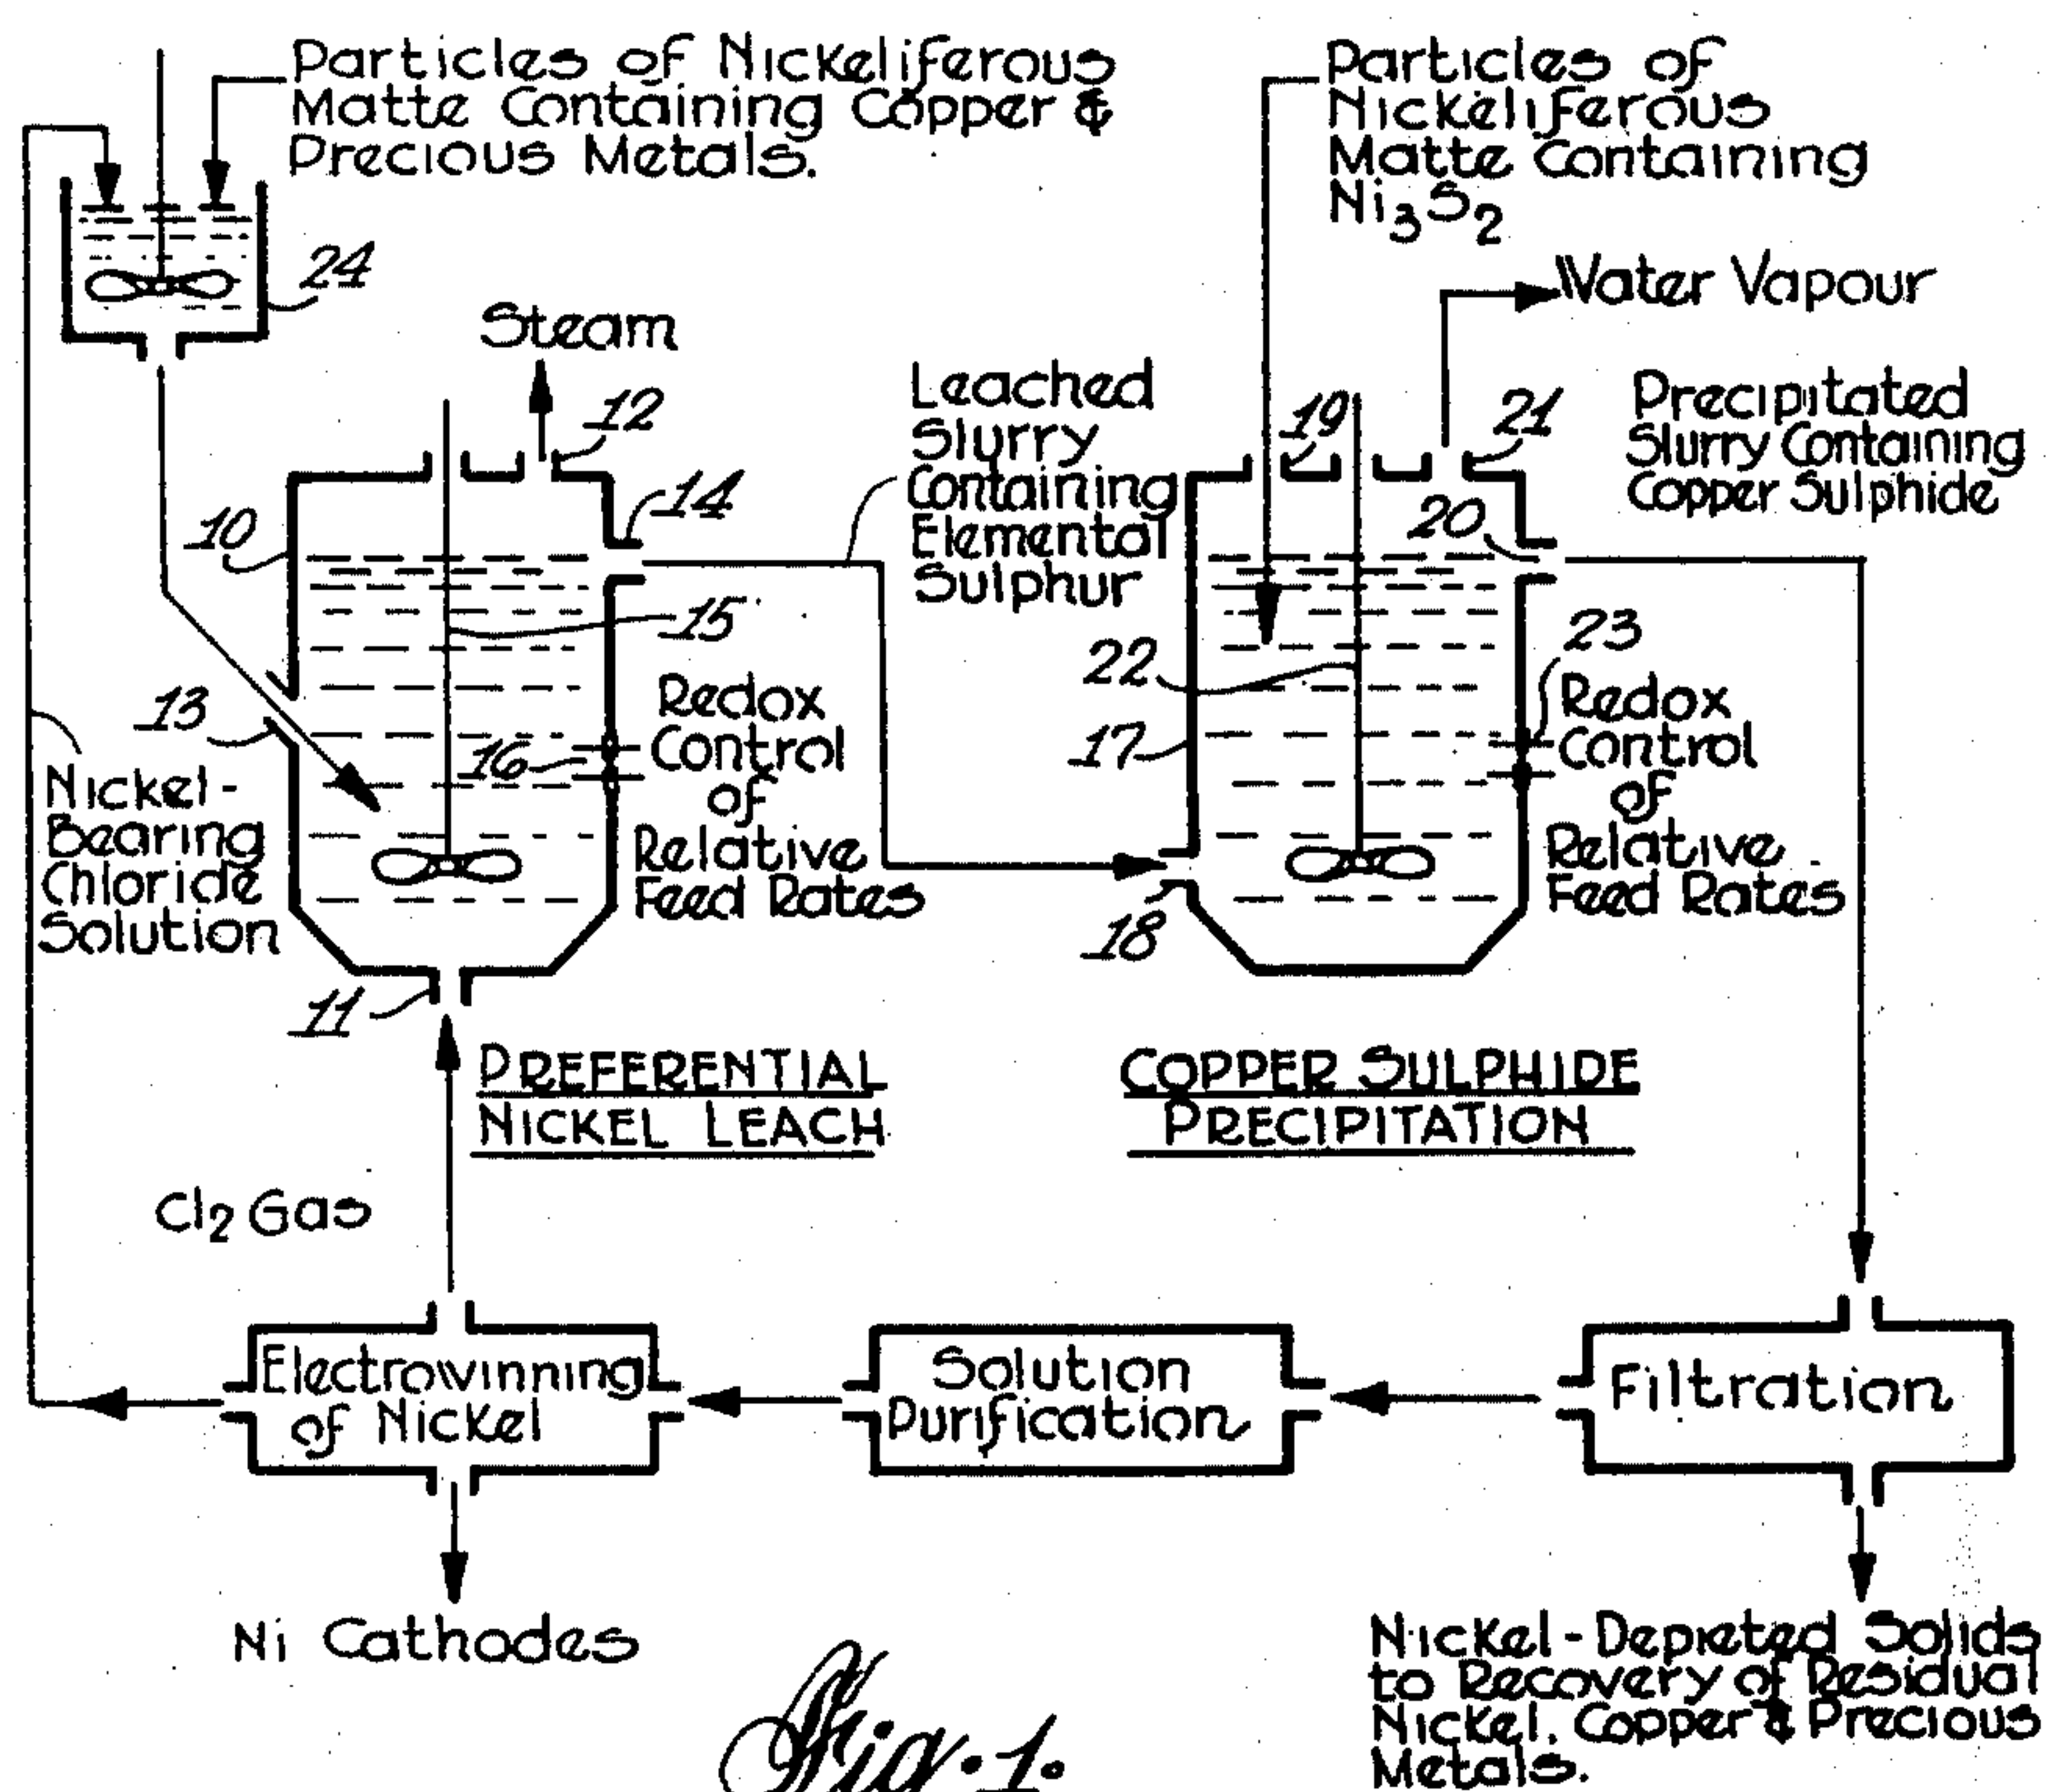 Particles of Nickeliferous
Matte Containing Copper &
Precious Metals.
Particles of
Nickeliferous
Matte Containing
Ni3S2
24
Water Vapour
Steam
12
Leached
Slurry
Containing
Elemental
Sulphur
19
21
Precipitated
Slurry Containing
Copper Sulphide
10
14
20
15
13
16
Redox
Control
of
Relative
Feed Rates
22
17
23
Redox
Control
of
Relative
Feed Rates
Nickel-
Bearing
Chloride
Solution
18
11
PREFERENTIAL
NICKEL LEACH
COPPER SULPHIDE
PRECIPITATION
Cl2 Gas
Electrowinning
of Nickel
Solution
Purification
Filtration
Ni Cathodes
Nickel-Depleted Solids
to Recovery of Residual
Nickel, Copper & Precious
Metals.
Fig. 1.